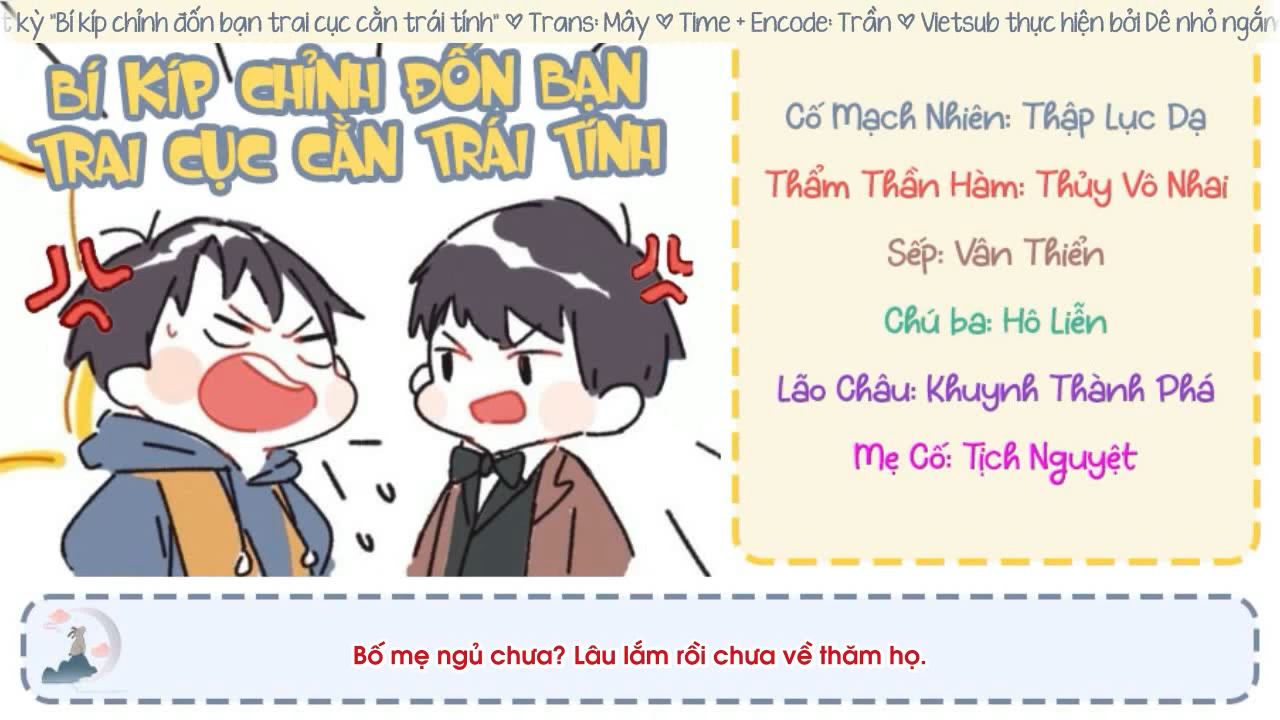 kỳ "Bí kíp chỉnh đốn bạn trai cục cằn trái tính" ♡ Trans: Mây ♡ Time + Encode: Trần ♡ Vietsub thực hiện bởi Dê nhỏ ngắm
BÍ KÍP CHỈNH ĐỐN BẠN
TRAI CỤC CẰN TRÁI TÍNH
Cố Mạch Nhiên: Thập Lục Dạ
Thẩm Thần Hàm: Thủy Vô Nhai
Sếp: Vân Thiển
Chú ba: Hô Liễn
Lão Châu: Khuynh Thành Phá
Mẹ Cố: Tịch Nguyệt
Bố mẹ ngủ chưa? Lâu lắm rồi chưa về thăm họ.